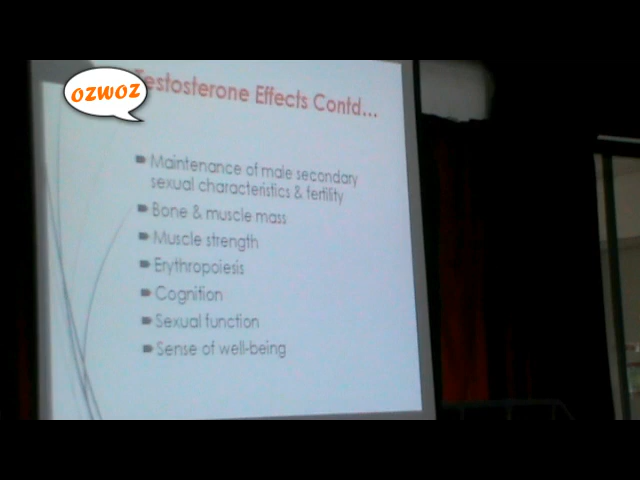 ozwoz
Testosterone Effects Contd...
Maintenance of male secondary
sexual characteristics & fertility
Bone & muscle mass
Muscle strength
Erythropoiesis
Cognition
Sexual function
Sense of well-being